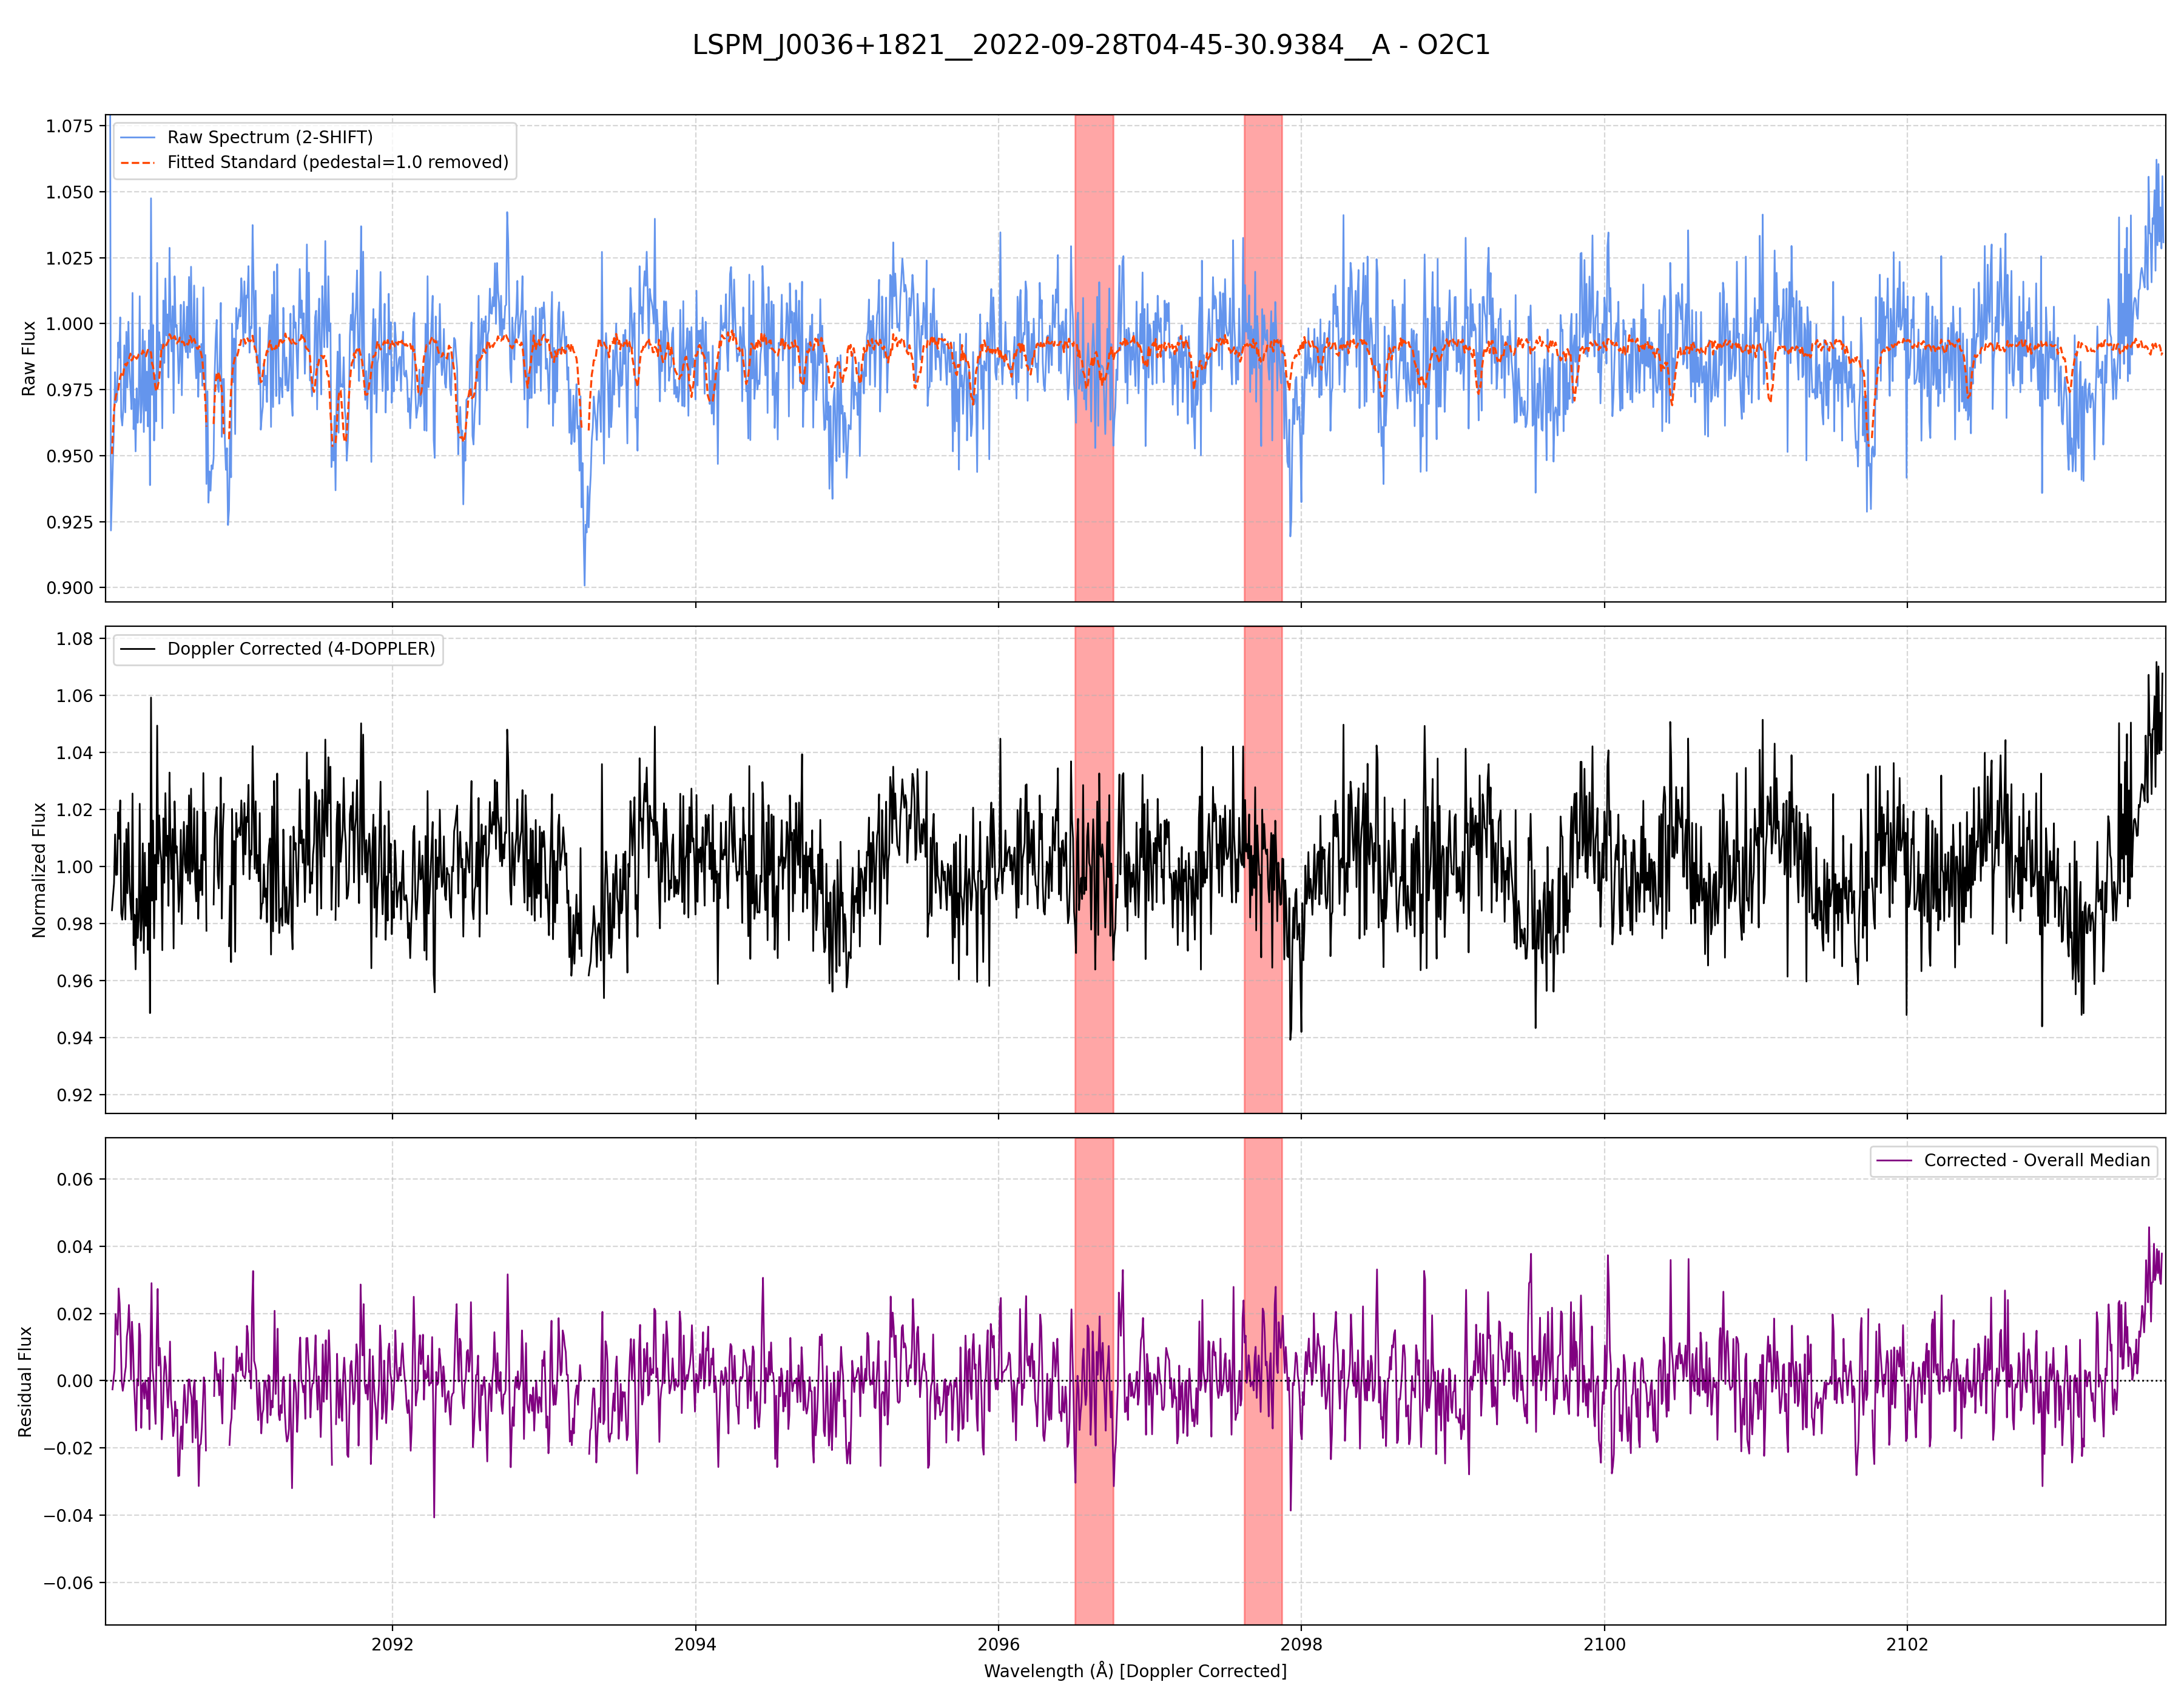 LSPM_J0036+1821__2022-09-28T04-45-30.9384__A - O2C1
Raw Spectrum (2-SHIFT)
Fitted Standard (pedestal=1.0 removed)
Raw Flux
1.075
1.050
1.025
1.000
0.975
0.950
0.925
0.900
Doppler Corrected (4-DOPPLER)
Normalized Flux
1.08
1.06
1.04
1.02
1.00
0.98
0.96
0.94
0.92
Corrected - Overall Median
Residual Flux
0.06
0.04
0.02
0.00
−0.02
−0.04
−0.06
2092 2094 2096 2098 2100 2102
Wavelength (Å) [Doppler Corrected]